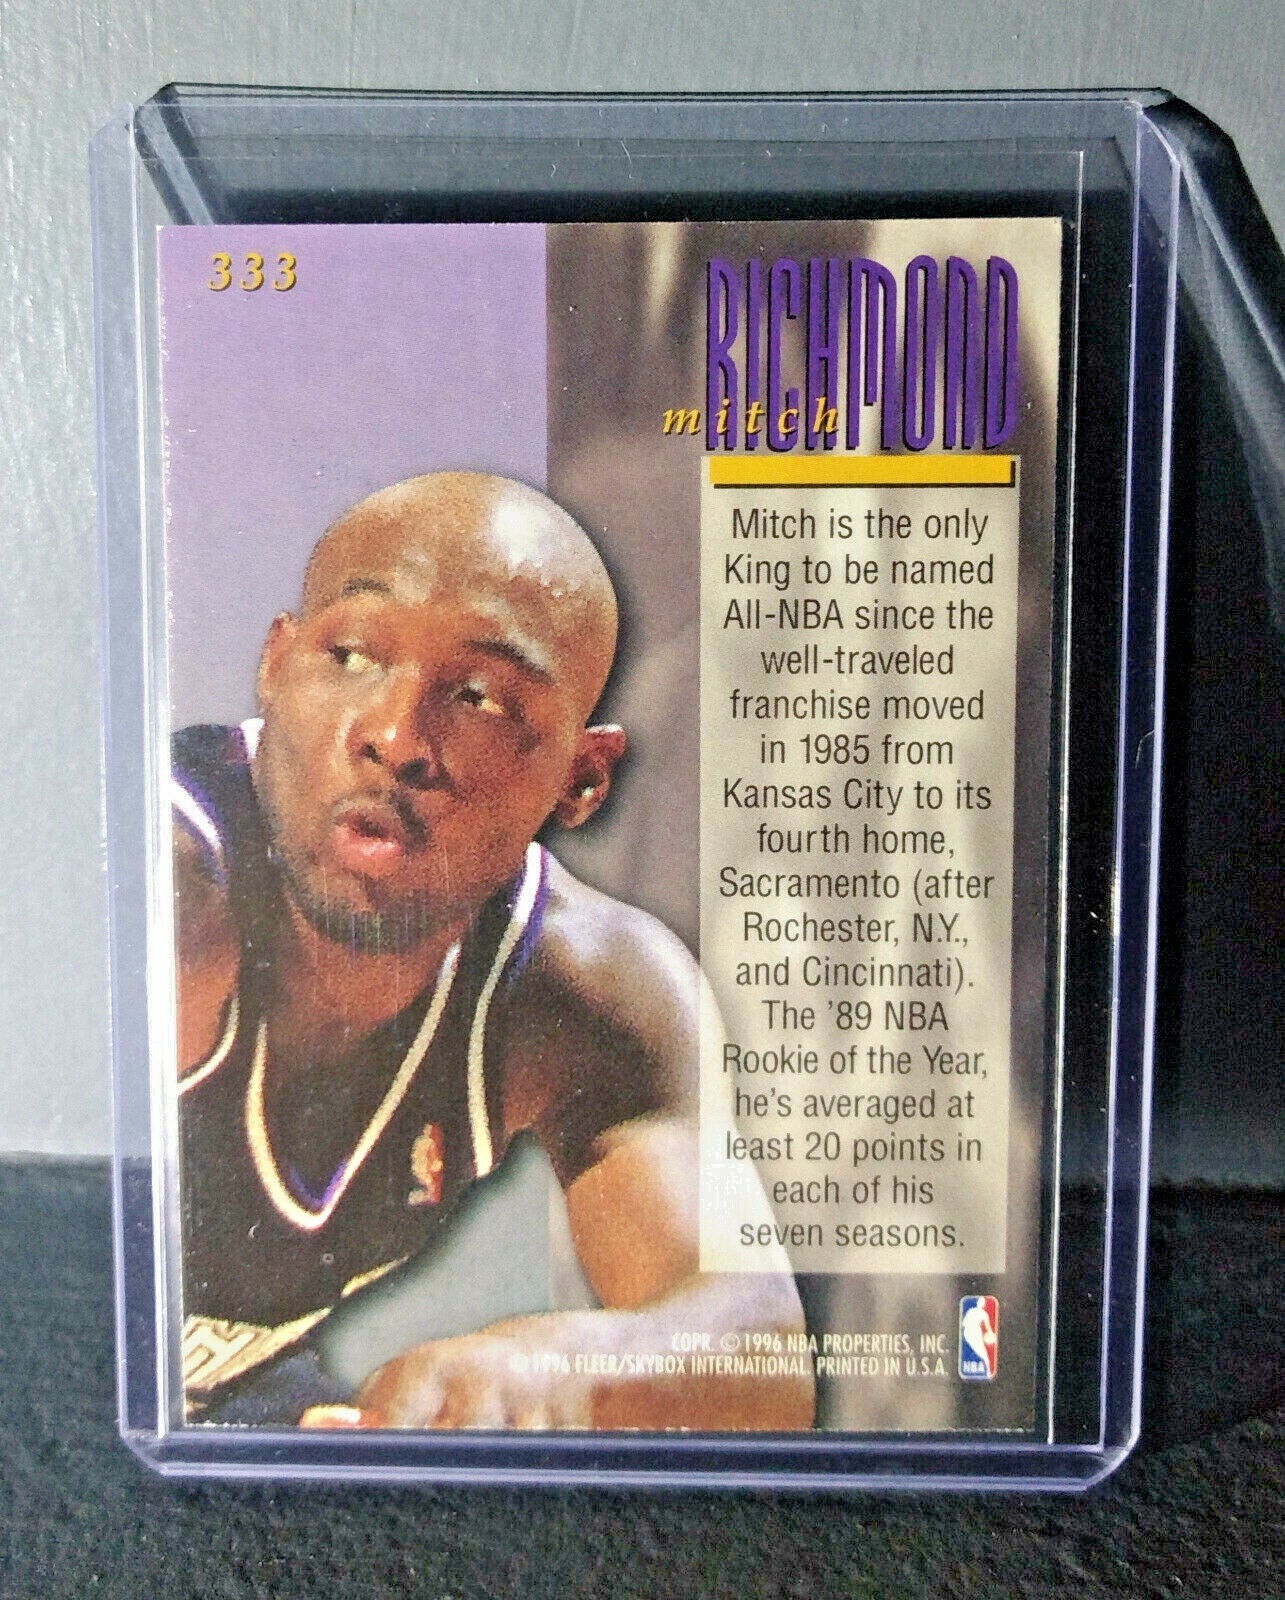 333
RICHMOND
mitch
Mitch is the only
King to be named
All-NBA since the
well-traveled
franchise moved
in 1985 from
Kansas City to its
fourth home,
Sacramento (after
Rochester, N.Y.,
and Cincinnati).
The '89 NBA
Rookie of the Year,
he's averaged at
least 20 points in
each of his
seven seasons.
COPR. © 1996 NBA PROPERTIES, INC.
© 1996 FLEER/SKYBOX INTERNATIONAL. PRINTED IN U.S.A.
NBA